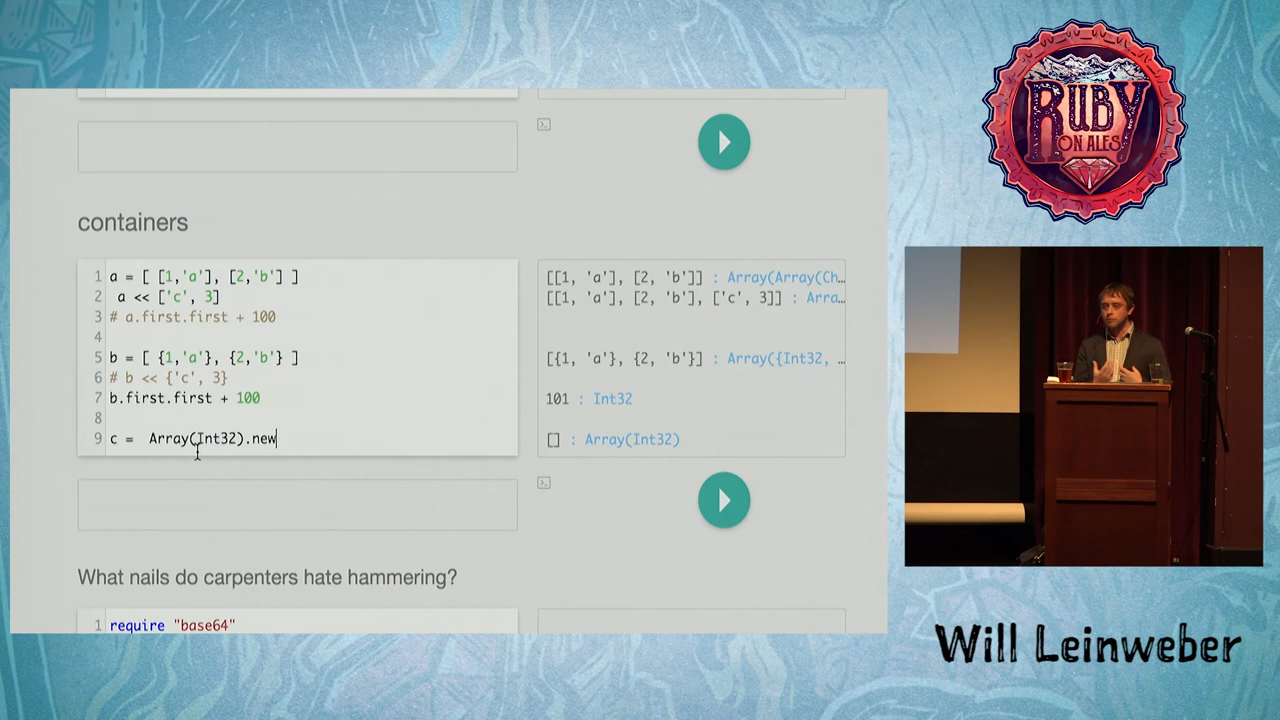 containers
1 a = [ [1,'a'], [2,'b'] ]
2 a << ['c', 3]
3 # a.first.first + 100
4
5 b = [ {1,'a'}, {2,'b'} ]
6 # b << {'c', 3}
7 b.first.first + 100
8
9 c = Array(Int32).new
[[1, 'a'], [2, 'b']] : Array(Array(Ch…
[[1, 'a'], [2, 'b'], ['c', 3]] : Arra…
[{1, 'a'}, {2, 'b'}] : Array({Int32, …
101 : Int32
[] : Array(Int32)
What nails do carpenters hate hammering?
1 require "base64"
RUBY
ON ALES
Will Leinweber